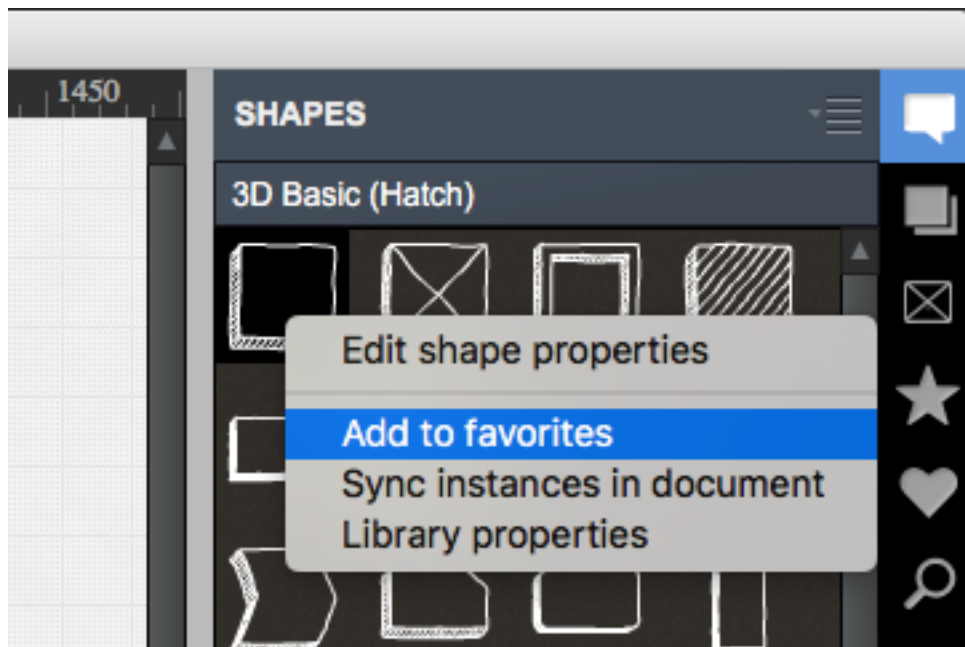 1450
SHAPES
3D Basic (Hatch)
Edit shape properties
Add to favorites
Sync instances in document
Library properties